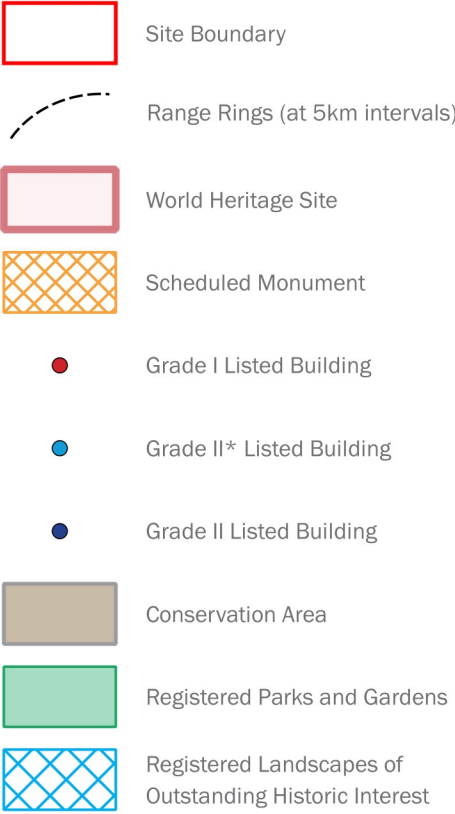 Site Boundary
Range Rings (at 5km intervals)
World Heritage Site
Scheduled Monument
Grade I Listed Building
Grade II* Listed Building
Grade II Listed Building
Conservation Area
Registered Parks and Gardens
Registered Landscapes of
Outstanding Historic Interest